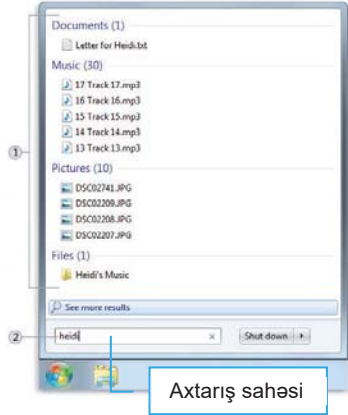 Documents (1)
Letter for Heidi.txt
Music (30)
17 Track 17.mp3
16 Track 16.mp3
15 Track 15.mp3
14 Track 14.mp3
13 Track 13.mp3
1
Pictures (10)
DSC02741.JPG
DSC02209.JPG
DSC02208.JPG
DSC02207.JPG
Files (1)
Heidi's Music
See more results
2
heidi
Shut down
Axtarış sahəsi